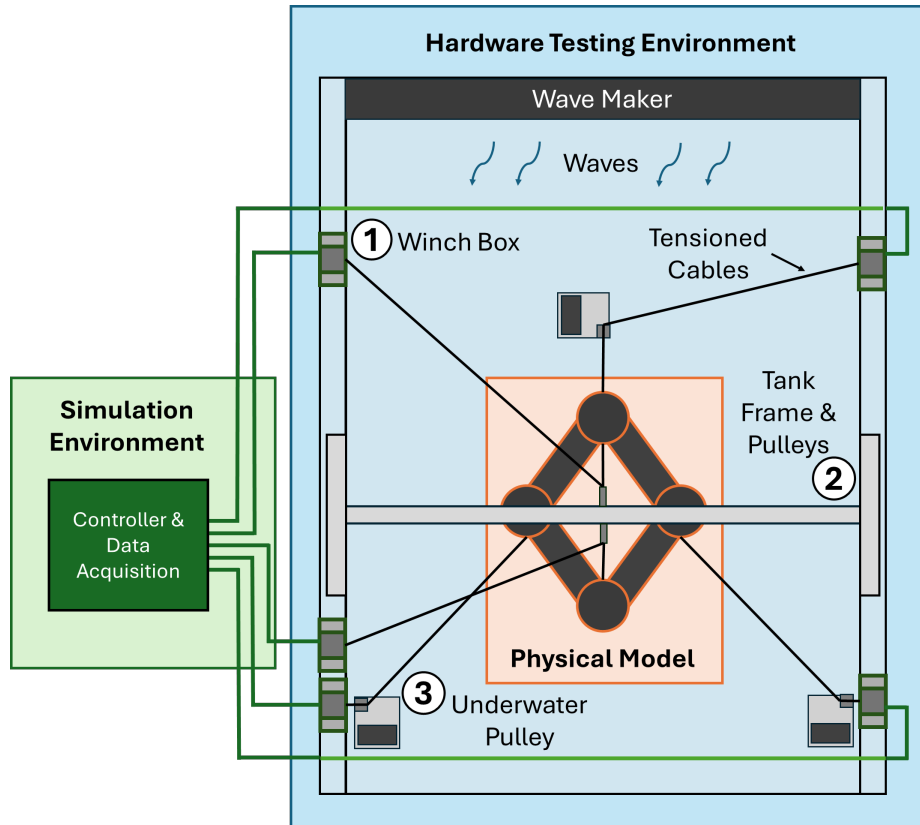 Hardware Testing Environment
Wave Maker
Waves
1 Winch Box
Tensioned
Cables
Tank
Frame &
Pulleys
2
Simulation
Environment
Controller &
Data
Acquisition
Physical Model
3 Underwater
Pulley